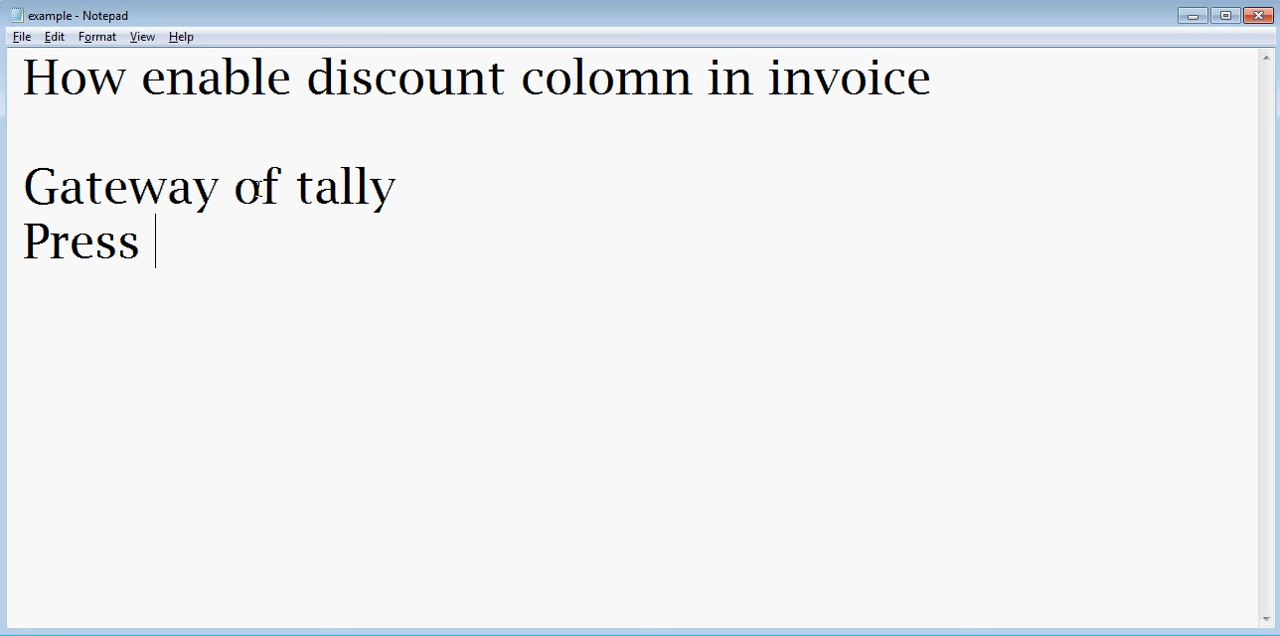 example - Notepad
File Edit Format View Help
How enable discount colomn in invoice
Gateway of tally
Press